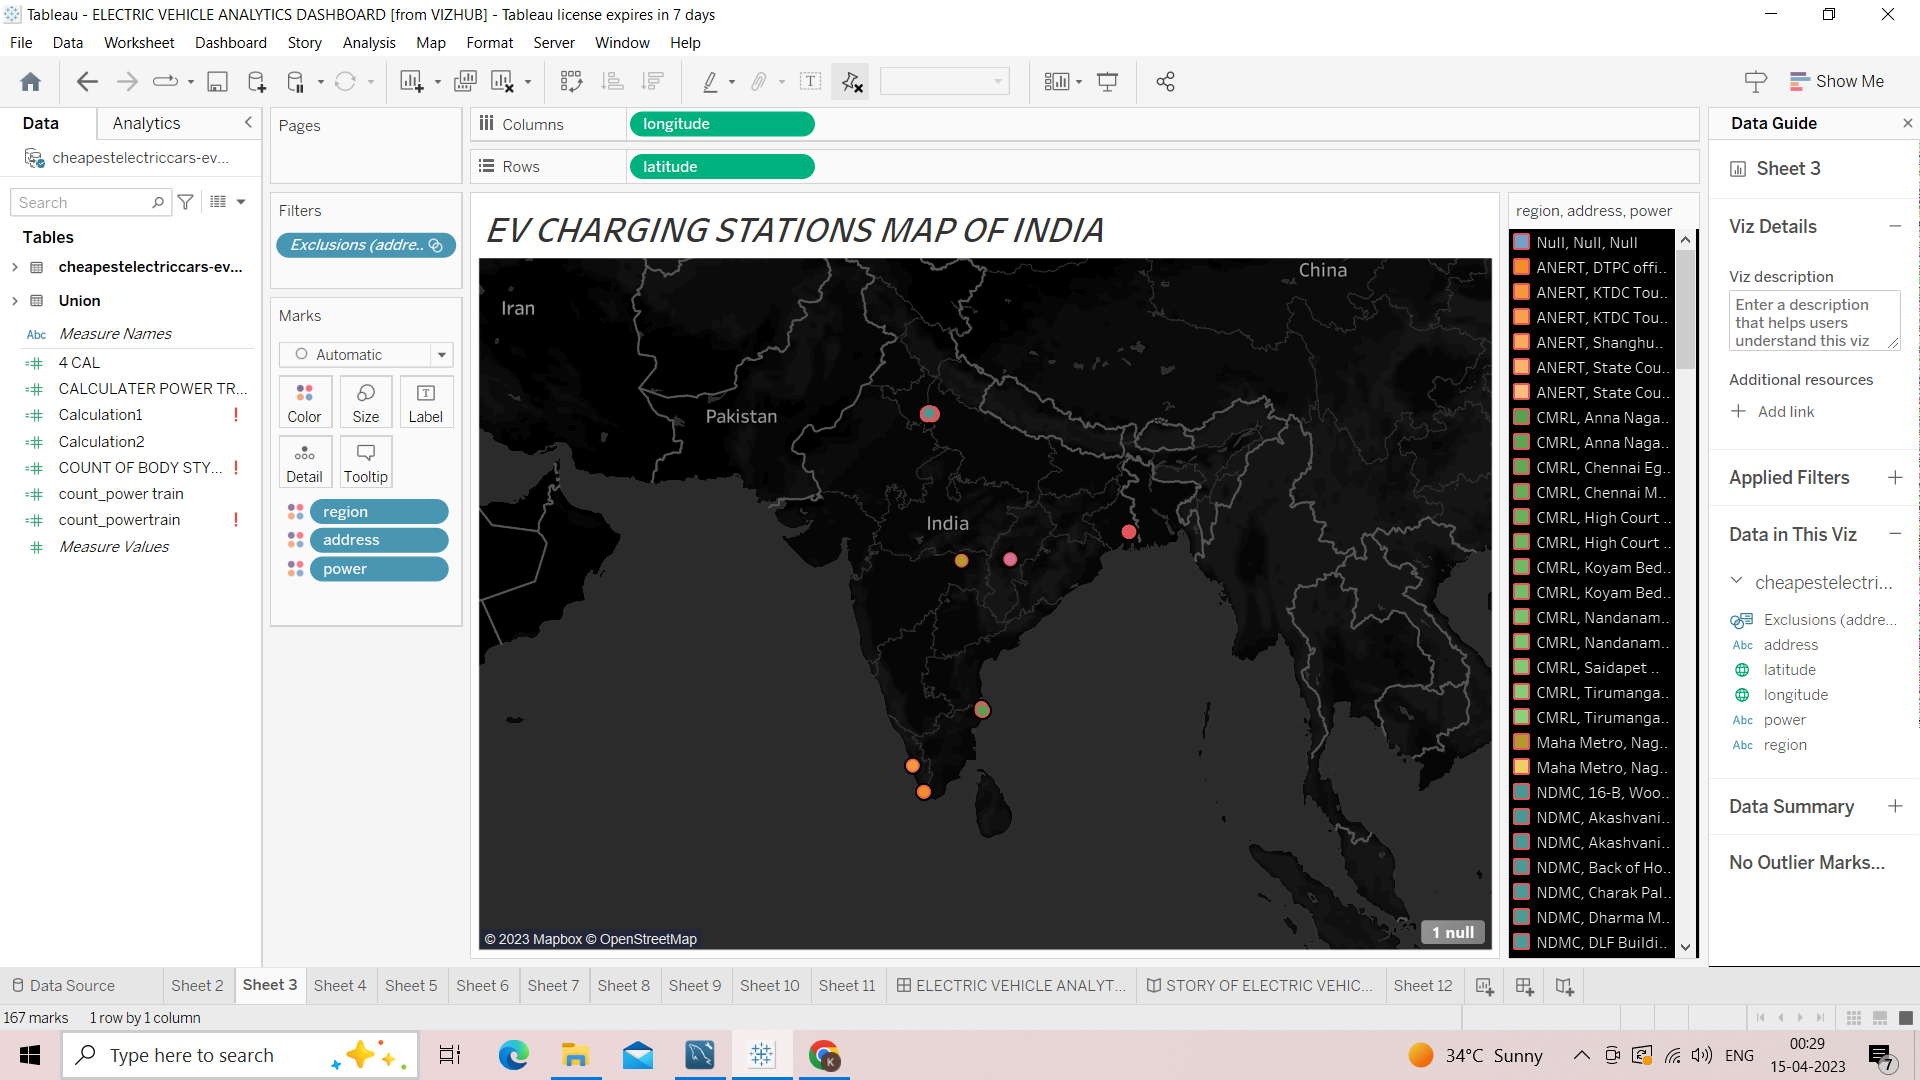 Tableau - ELECTRIC VEHICLE ANALYTICS DASHBOARD [from VIZHUB] - Tableau license expires in 7 days
File Data Worksheet Dashboard Story Analysis Map Format Server Window Help
Show Me
Data Analytics
cheapestelectriccars-ev...
Search
Tables
cheapestelectriccars-ev...
Union
Abc Measure Names
4 CAL
CALCULATER POWER TR...
Calculation1 !
Calculation2
COUNT OF BODY STY... !
count_power train
count_powertrain !
Measure Values
Pages
Filters
Exclusions (addre..
Marks
Automatic
Color Size Label
Detail Tooltip
region
address
power
Columns longitude
Rows latitude
EV CHARGING STATIONS MAP OF INDIA
China
Iran
Pakistan
India
© 2023 Mapbox © OpenStreetMap
1 null
region, address, power
Null, Null, Null
ANERT, DTPC offi..
ANERT, KTDC Tou..
ANERT, KTDC Tou..
ANERT, Shanghu..
ANERT, State Cou..
ANERT, State Cou..
CMRL, Anna Naga..
CMRL, Anna Naga..
CMRL, Chennai Eg..
CMRL, Chennai M..
CMRL, High Court ..
CMRL, High Court ..
CMRL, Koyam Bed..
CMRL, Koyam Bed..
CMRL, Nandanam..
CMRL, Nandanam..
CMRL, Saidapet ..
CMRL, Tirumanga..
CMRL, Tirumanga..
Maha Metro, Nag..
Maha Metro, Nag..
NDMC, 16-B, Woo..
NDMC, Akashvani..
NDMC, Akashvani..
NDMC, Back of Ho..
NDMC, Charak Pal..
NDMC, Dharma M..
NDMC, DLF Buildi..
Data Guide
Sheet 3
Viz Details
Viz description
Enter a description
that helps users
understand this viz
Additional resources
Add link
Applied Filters
Data in This Viz
cheapestelectri...
Exclusions (addre...
Abc address
latitude
longitude
Abc power
Abc region
Data Summary
No Outlier Marks...
Data Source Sheet 2 Sheet 3 Sheet 4 Sheet 5 Sheet 6 Sheet 7 Sheet 8 Sheet 9 Sheet 10 Sheet 11 ELECTRIC VEHICLE ANALYT... STORY OF ELECTRIC VEHIC... Sheet 12
167 marks 1 row by 1 column
Type here to search
K
34°C Sunny
ENG
00:29
15-04-2023
7